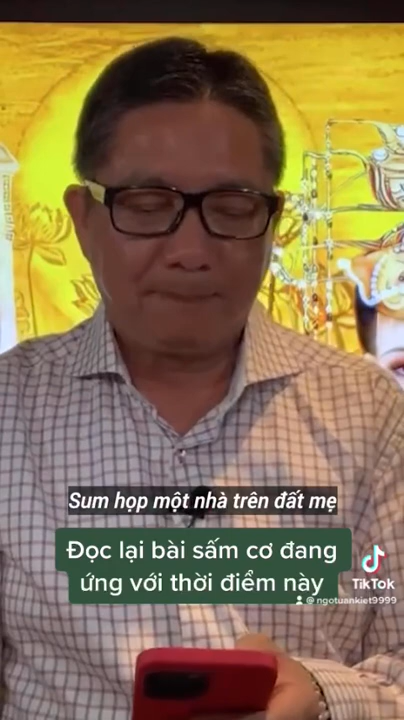 Sum họp một nhà trên đất mẹ
Đọc lại bài sấm cơ đang
ứng với thời điểm này
TikTok
@ngotuankiet9999